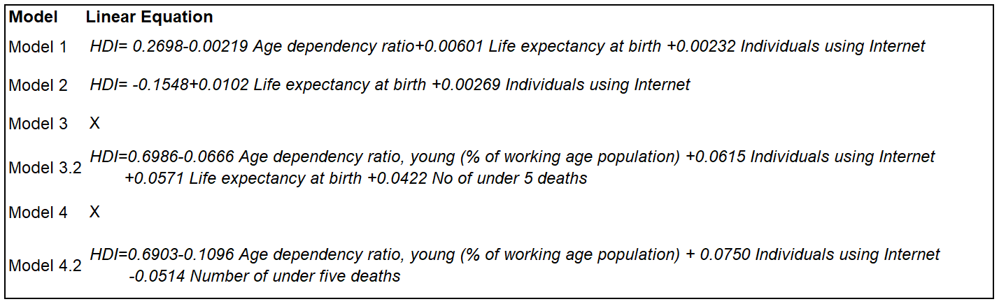 Model Linear Equation
Model 1 HDI= 0.2698-0.00219 Age dependency ratio+0.00601 Life expectancy at birth +0.00232 Individuals using Internet
Model 2 HDI= -0.1548+0.0102 Life expectancy at birth +0.00269 Individuals using Internet
Model 3 X
Model 3.2 HDI=0.6986-0.0666 Age dependency ratio, young (% of working age population) +0.0615 Individuals using Internet
+0.0571 Life expectancy at birth +0.0422 No of under 5 deaths
Model 4 X
Model 4.2 HDI=0.6903-0.1096 Age dependency ratio, young (% of working age population) + 0.0750 Individuals using Internet
-0.0514 Number of under five deaths